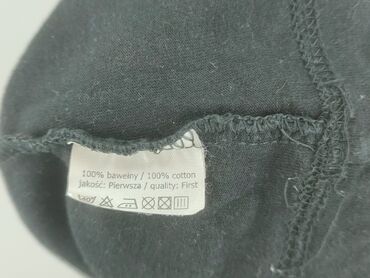 100% bawełny / 100% cotton
jakość: Pierwsza / quality: First